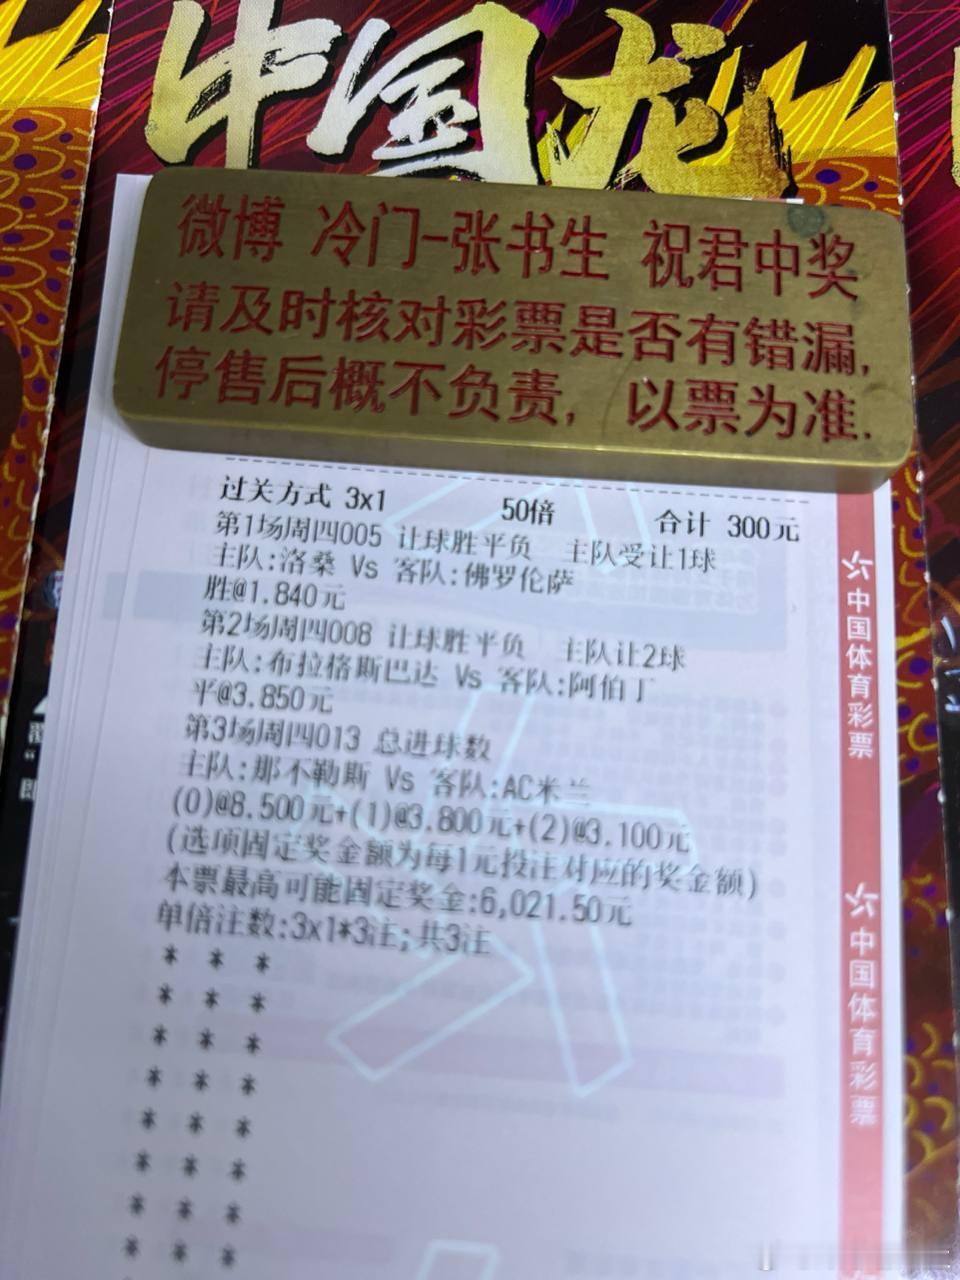 中国龙
微博 冷门-张书生 祝君中奖
请及时核对彩票是否有错漏,
停售后概不负责, 以票为准.
过关方式 3x1 50倍 合计 300元
第1场周四005 让球胜平负 主队受让1球
主队:洛桑 Vs 客队:佛罗伦萨
胜@1.840元
第2场周四008 让球胜平负 主队让2球
主队:布拉格斯巴达 Vs 客队:阿伯丁
平@3.850元
第3场周四013 总进球数
主队:那不勒斯 Vs 客队:AC米兰
(0)@8.500元+(1)@3.800元+(2)@3.100元
(选项固定奖金额为每1元投注对应的奖金额)
本票最高可能固定奖金:6,021.50元
单倍注数:3x1*3注;共3注
* * *
* * *
* * *
* * *
* * *
* * *
* * *
* * *
中国体育彩票
中国体育彩票